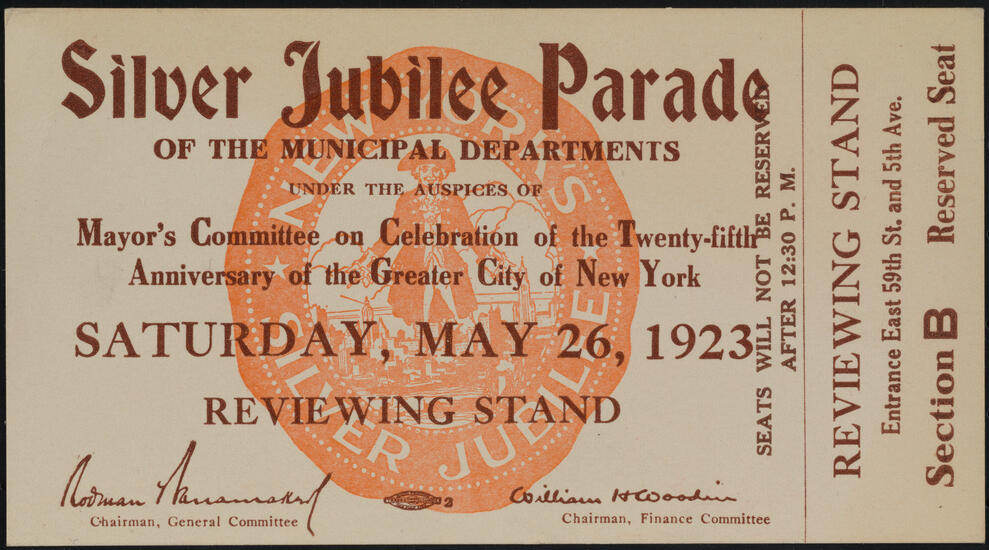 Silver Jubilee Parade
OF THE MUNICIPAL DEPARTMENTS
UNDER THE AUSPICES OF
Mayor's Committee on Celebration of the Twenty-fifth
Anniversary of the Greater City of New York
SATURDAY, MAY 26, 1923
REVIEWING STAND
NEW YORK'S
SILVER JUBILEE
Rodman Wanamaker
Chairman, General Committee
2
William H Woodin
Chairman, Finance Committee
SEATS WILL NOT BE RESERVED
AFTER 12:30 P. M.
REVIEWING STAND
Entrance East 59th St. and 5th Ave.
Section B Reserved Seat